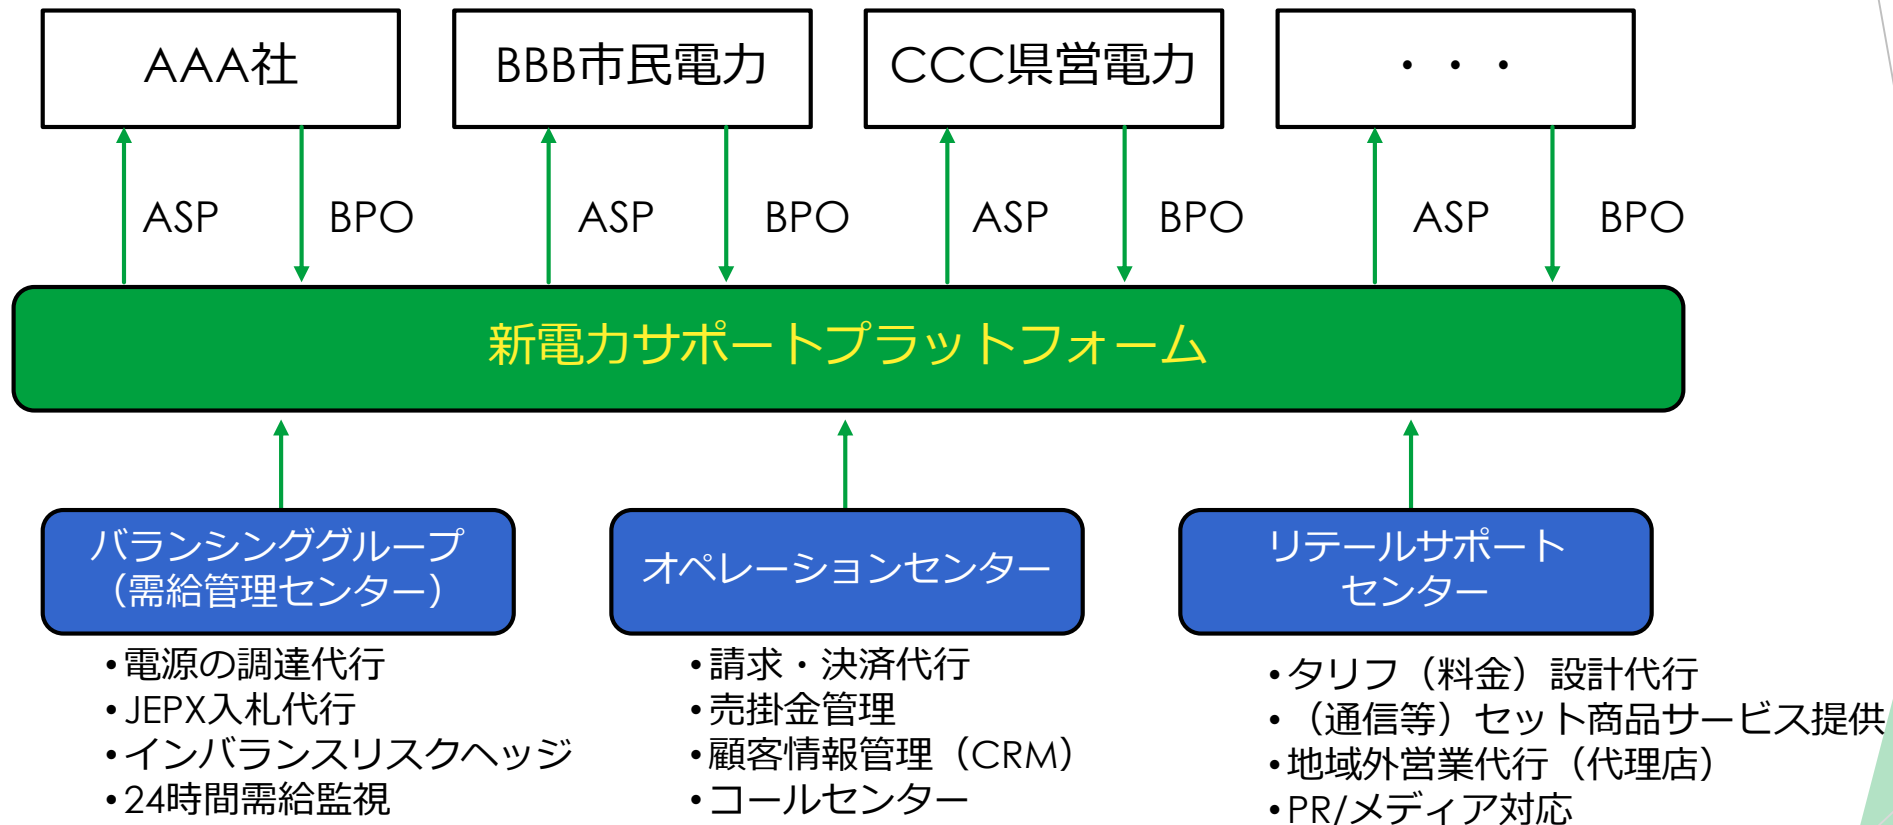 AAA社
BBB市民電力
CCC県営電力
・・・
ASP
BPO
ASP
BPO
ASP
BPO
ASP
BPO
新電力サポートプラットフォーム
バランシンググループ
（需給管理センター）
•電源の調達代行
•JEPX入札代行
•インバランスリスクヘッジ
•24時間需給監視
オペレーションセンター
•請求・決済代行
•売掛金管理
•顧客情報管理（CRM）
•コールセンター
リテールサポート
センター
•タリフ（料金）設計代行
•（通信等）セット商品サービス提供
•地域外営業代行（代理店）
•PR/メディア対応